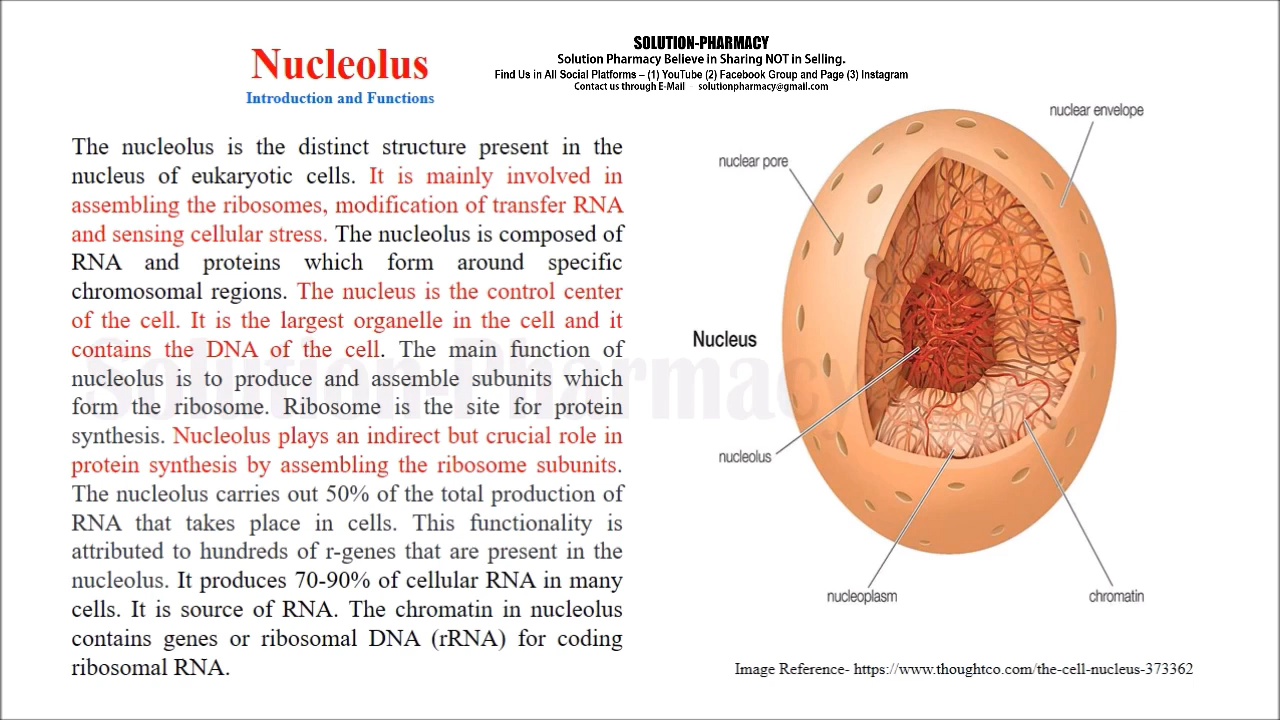 Nucleolus
Introduction and Functions
SOLUTION-PHARMACY
Solution Pharmacy Believe in Sharing NOT in Selling.
Find Us in All Social Platforms – (1) YouTube (2) Facebook Group and Page (3) Instagram
Contact us through E-Mail - solutionpharmacy@gmail.com
The nucleolus is the distinct structure present in the
nucleus of eukaryotic cells. It is mainly involved in
assembling the ribosomes, modification of transfer RNA
and sensing cellular stress. The nucleolus is composed of
RNA and proteins which form around specific
chromosomal regions. The nucleus is the control center
of the cell. It is the largest organelle in the cell and it
contains the DNA of the cell. The main function of
nucleolus is to produce and assemble subunits which
form the ribosome. Ribosome is the site for protein
synthesis. Nucleolus plays an indirect but crucial role in
protein synthesis by assembling the ribosome subunits.
The nucleolus carries out 50% of the total production of
RNA that takes place in cells. This functionality is
attributed to hundreds of r-genes that are present in the
nucleolus. It produces 70-90% of cellular RNA in many
cells. It is source of RNA. The chromatin in nucleolus
contains genes or ribosomal DNA (rRNA) for coding
ribosomal RNA.
Solution-Pharmacy
nuclear envelope
nuclear pore
Nucleus
nucleolus
nucleoplasm
chromatin
Image Reference- https://www.thoughtco.com/the-cell-nucleus-373362